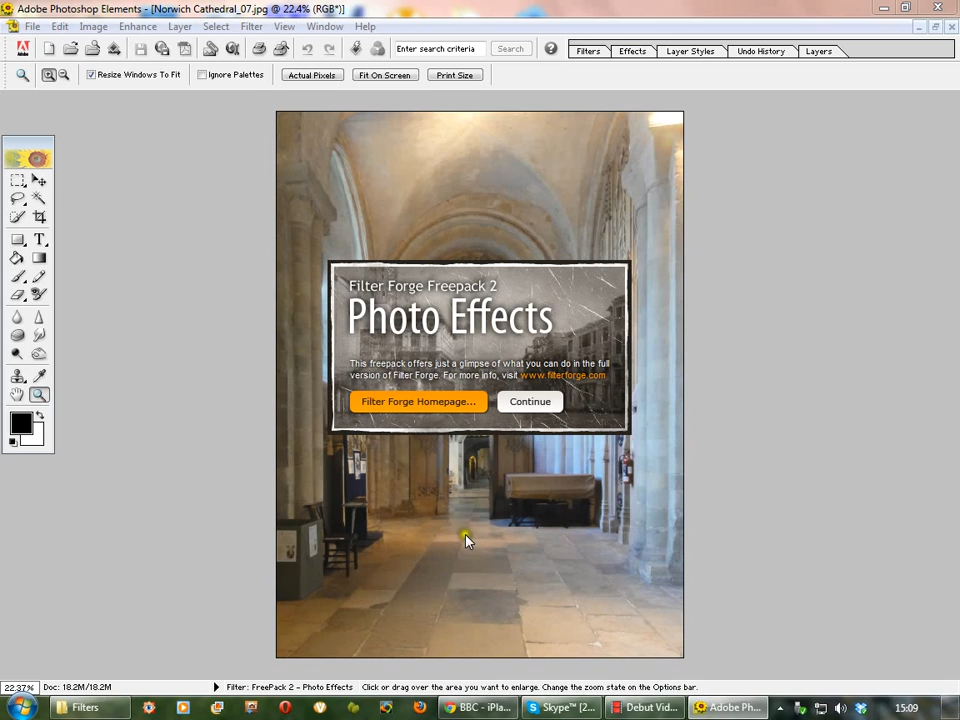 Adobe Photoshop Elements - [Norwich Cathedral_07.jpg @ 22.4% (RGB*)]
File Edit Image Enhance Layer Select Filter View Window Help
Enter search criteria Search Filters Effects Layer Styles Undo History Layers
Resize Windows To Fit Ignore Palettes Actual Pixels Fit On Screen Print Size
Filter Forge Freepack 2
Photo Effects
This freepack offers just a glimpse of what you can do in the full
version of Filter Forge. For more info, visit www.filterforge.com
Filter Forge Homepage... Continue
22.37% Doc: 18.2M/18.2M Filter: FreePack 2 - Photo Effects Click or drag over the area you want to enlarge. Change the zoom state on the Options bar.
Filters BBC - iPla... Skype™ [2... Debut Vid... Adobe Ph... 15:09